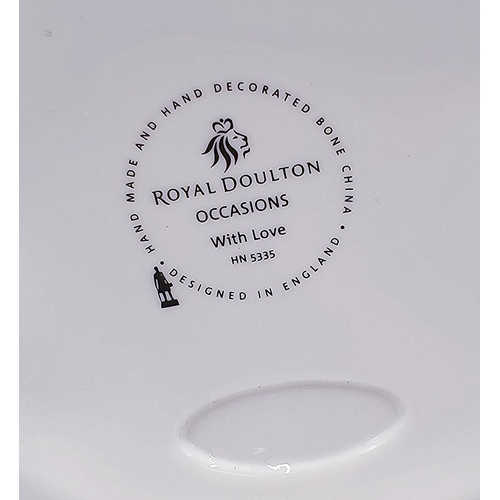 HAND MADE AND HAND DECORATED BONE CHINA •
ROYAL DOULTON
OCCASIONS
With Love
HN 5335
• DESIGNED IN ENGLAND •